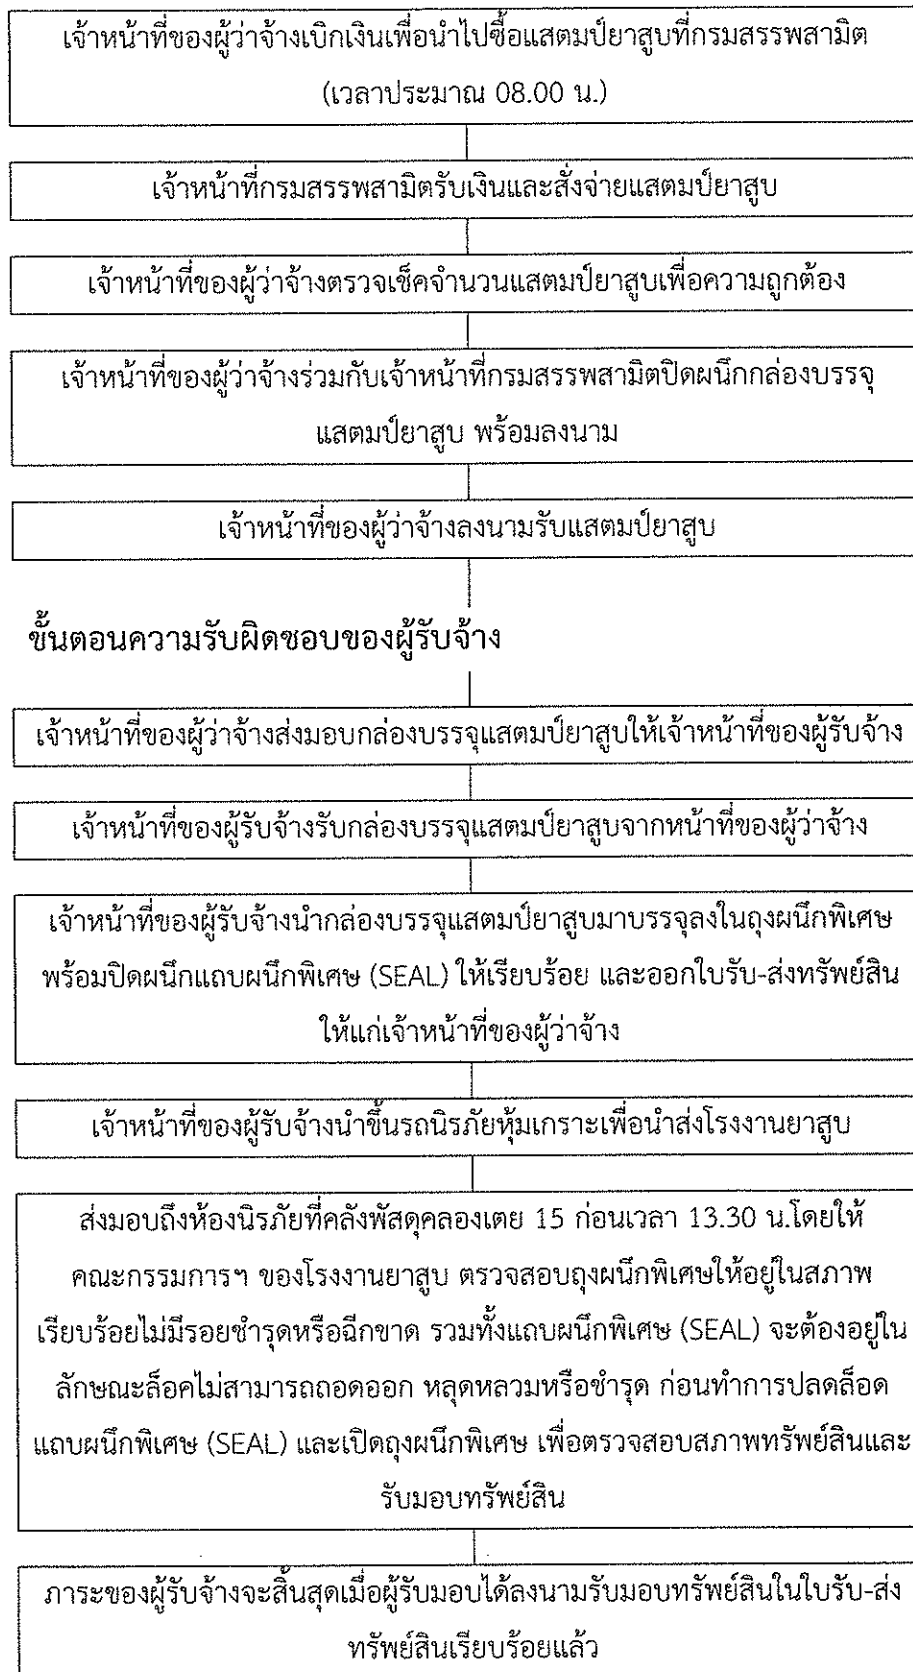 เจ้าหน้าที่ของผู้ว่าจ้างเบิกเงินเพื่อนำไปซื้อแสตมป์ยาสูบที่กรมสรรพสามิต
(เวลาประมาณ 08.00 น.)
เจ้าหน้าที่กรมสรรพสามิตรับเงินและสั่งจ่ายแสตมป์ยาสูบ
เจ้าหน้าที่ของผู้ว่าจ้างตรวจเช็คจำนวนแสตมป์ยาสูบเพื่อความถูกต้อง
เจ้าหน้าที่ของผู้ว่าจ้างร่วมกับเจ้าหน้าที่กรมสรรพสามิตปิดผนึกกล่องบรรจุ
แสตมป์ยาสูบ พร้อมลงนาม
เจ้าหน้าที่ของผู้ว่าจ้างลงนามรับแสตมป์ยาสูบ
ขั้นตอนความรับผิดชอบของผู้รับจ้าง
เจ้าหน้าที่ของผู้ว่าจ้างส่งมอบกล่องบรรจุแสตมป์ยาสูบให้เจ้าหน้าที่ของผู้รับจ้าง
เจ้าหน้าที่ของผู้รับจ้างรับกล่องบรรจุแสตมป์ยาสูบจากหน้าที่ของผู้ว่าจ้าง
เจ้าหน้าที่ของผู้รับจ้างนำกล่องบรรจุแสตมป์ยาสูบมาบรรจุลงในถุงผนึกพิเศษ
พร้อมปิดผนึกแถบผนึกพิเศษ (SEAL) ให้เรียบร้อย และออกใบรับ-ส่งทรัพย์สิน
ให้แก่เจ้าหน้าที่ของผู้ว่าจ้าง
เจ้าหน้าที่ของผู้รับจ้างนำขึ้นรถนิรภัยหุ้มเกราะเพื่อนำส่งโรงงานยาสูบ
ส่งมอบถึงห้องนิรภัยที่คลังพัสดุคลองเตย 15 ก่อนเวลา 13.30 น.โดยให้
คณะกรรมการฯ ของโรงงานยาสูบ ตรวจสอบถุงผนึกพิเศษให้อยู่ในสภาพ
เรียบร้อยไม่มีรอยชำรุดหรือฉีกขาด รวมทั้งแถบผนึกพิเศษ (SEAL) จะต้องอยู่ใน
ลักษณะล็อคไม่สามารถถอดออก หลุดหลวมหรือชำรุด ก่อนทำการปลดล็อด
แถบผนึกพิเศษ (SEAL) และเปิดถุงผนึกพิเศษ เพื่อตรวจสอบสภาพทรัพย์สินและ
รับมอบทรัพย์สิน
ภาระของผู้รับจ้างจะสิ้นสุดเมื่อผู้รับมอบได้ลงนามรับมอบทรัพย์สินในใบรับ-ส่ง
ทรัพย์สินเรียบร้อยแล้ว